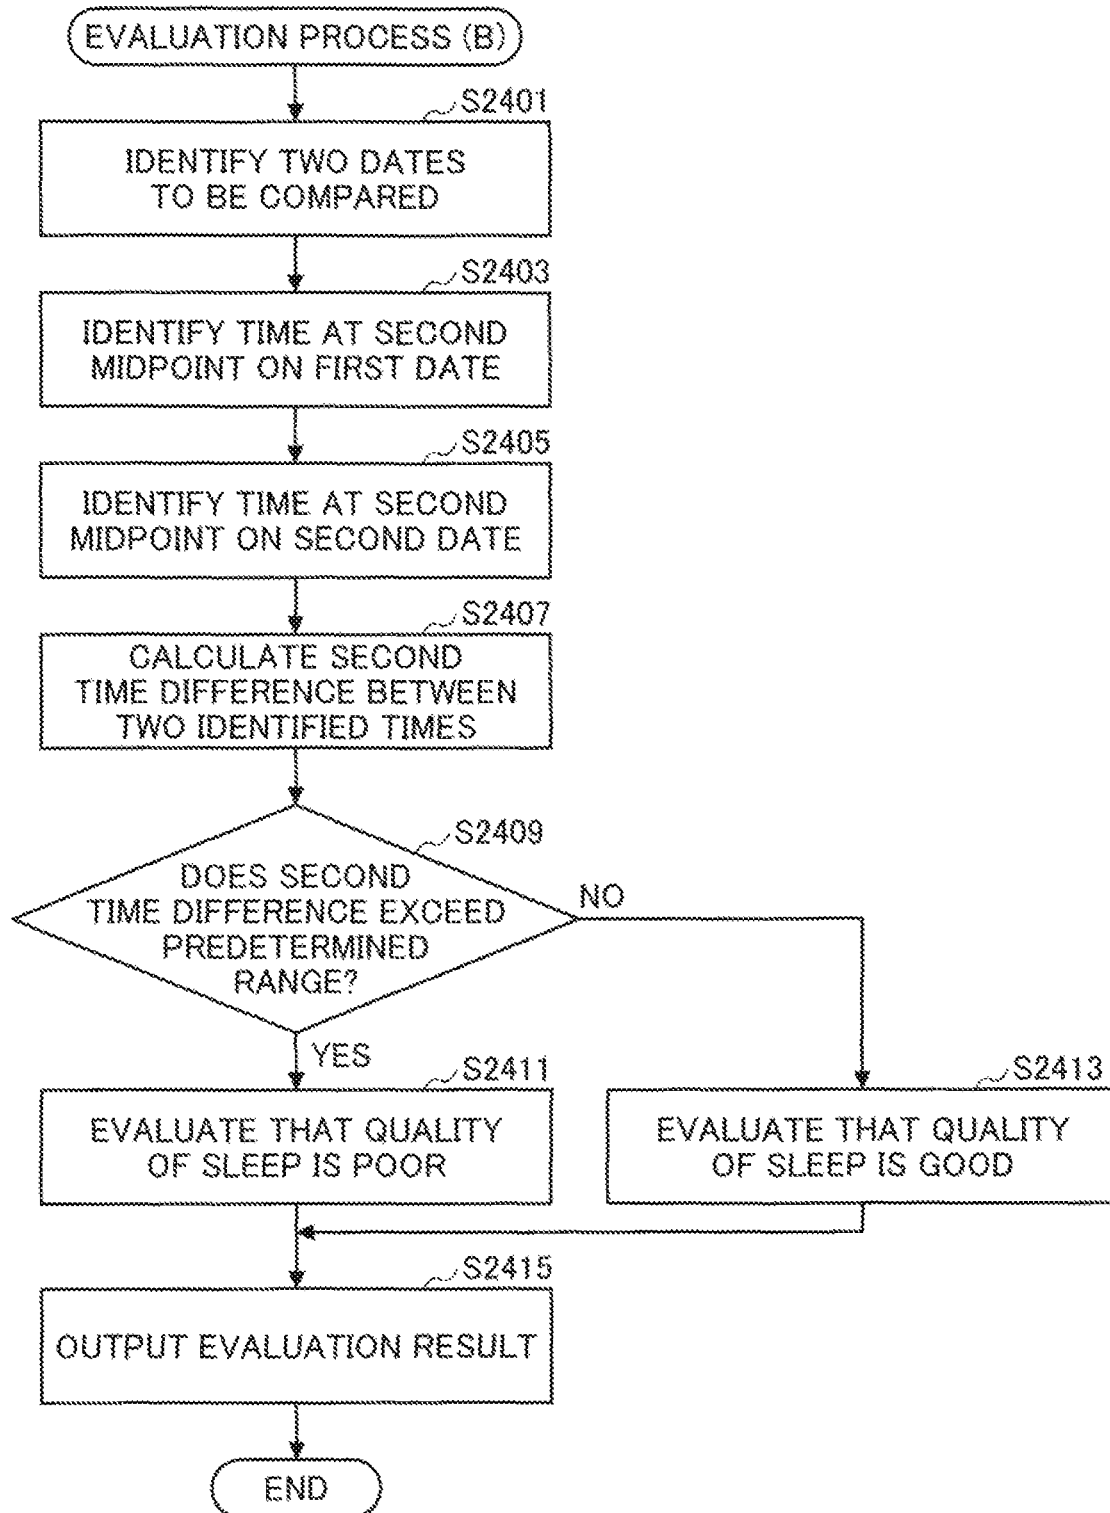 EVALUATION PROCESS (B)
S2401
IDENTIFY TWO DATES
TO BE COMPARED
S2403
IDENTIFY TIME AT SECOND
MIDPOINT ON FIRST DATE
S2405
IDENTIFY TIME AT SECOND
MIDPOINT ON SECOND DATE
S2407
CALCULATE SECOND
TIME DIFFERENCE BETWEEN
TWO IDENTIFIED TIMES
S2409
DOES SECOND
TIME DIFFERENCE EXCEED
PREDETERMINED
RANGE?
NO
YES
S2411
EVALUATE THAT QUALITY
OF SLEEP IS POOR
S2413
EVALUATE THAT QUALITY
OF SLEEP IS GOOD
S2415
OUTPUT EVALUATION RESULT
END